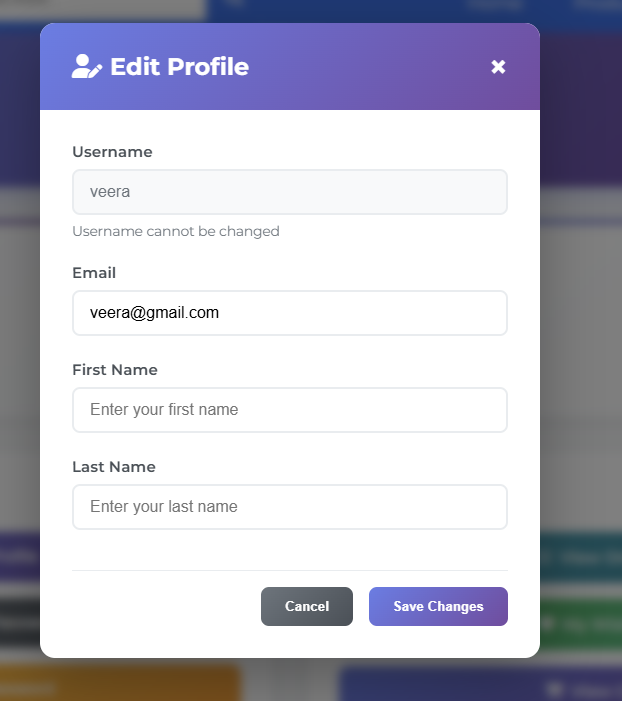 Edit Profile
Username
veera
Username cannot be changed
Email
veera@gmail.com
First Name
Enter your first name
Last Name
Enter your last name
Cancel
Save Changes